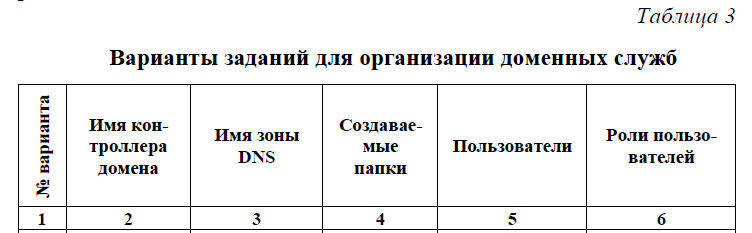 Таблица 3
Варианты заданий для организации доменных служб
№ варианта
Имя кон-
троллера
домена
Имя зоны
DNS
Создавае-
мые
папки
Пользователи
Роли пользо-
вателей
1 2 3 4 5 6